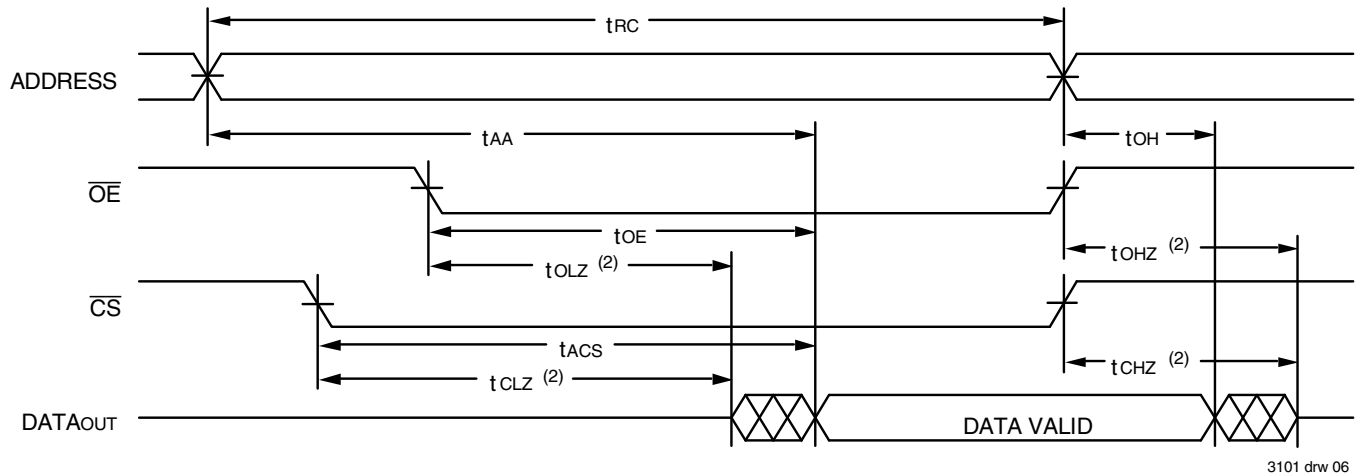 tRC
ADDRESS
tAA
tOH
OE
tOE
tOLZ (2)
tOHZ (2)
CS
tACS
tCLZ (2)
tCHZ (2)
DATAOUT
DATA VALID
3101 drw 06